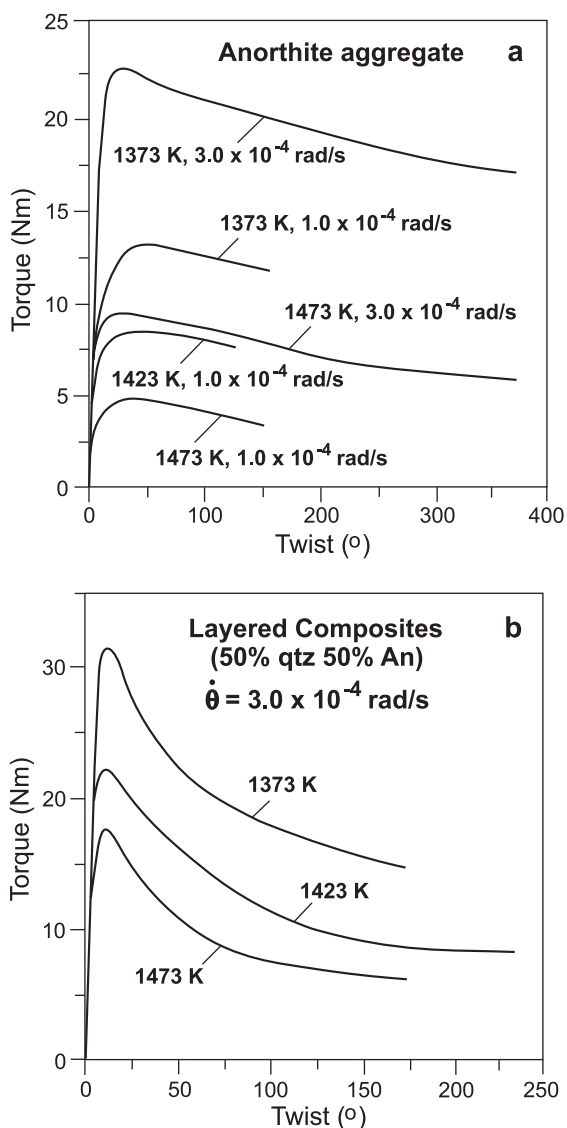 Anorthite aggregate a
25
20
15
10
5
0
Torque (Nm)
1373 K, 3.0 x 10⁻⁴ rad/s
1373 K, 1.0 x 10⁻⁴ rad/s
1473 K, 3.0 x 10⁻⁴ rad/s
1423 K, 1.0 x 10⁻⁴ rad/s
1473 K, 1.0 x 10⁻⁴ rad/s
0 100 200 300 400
Twist (o)
Layered Composites b
(50% qtz 50% An)
θ̇ = 3.0 x 10⁻⁴ rad/s
30
20
10
0
Torque (Nm)
1373 K
1423 K
1473 K
0 50 100 150 200 250
Twist (o)